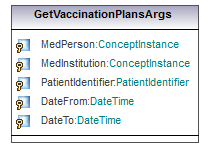 GetVaccinationPlansArgs
MedPerson:ConceptInstance
MedInstitution:ConceptInstance
PatientIdentifier:PatientIdentifier
DateFrom:DateTime
DateTo:DateTime